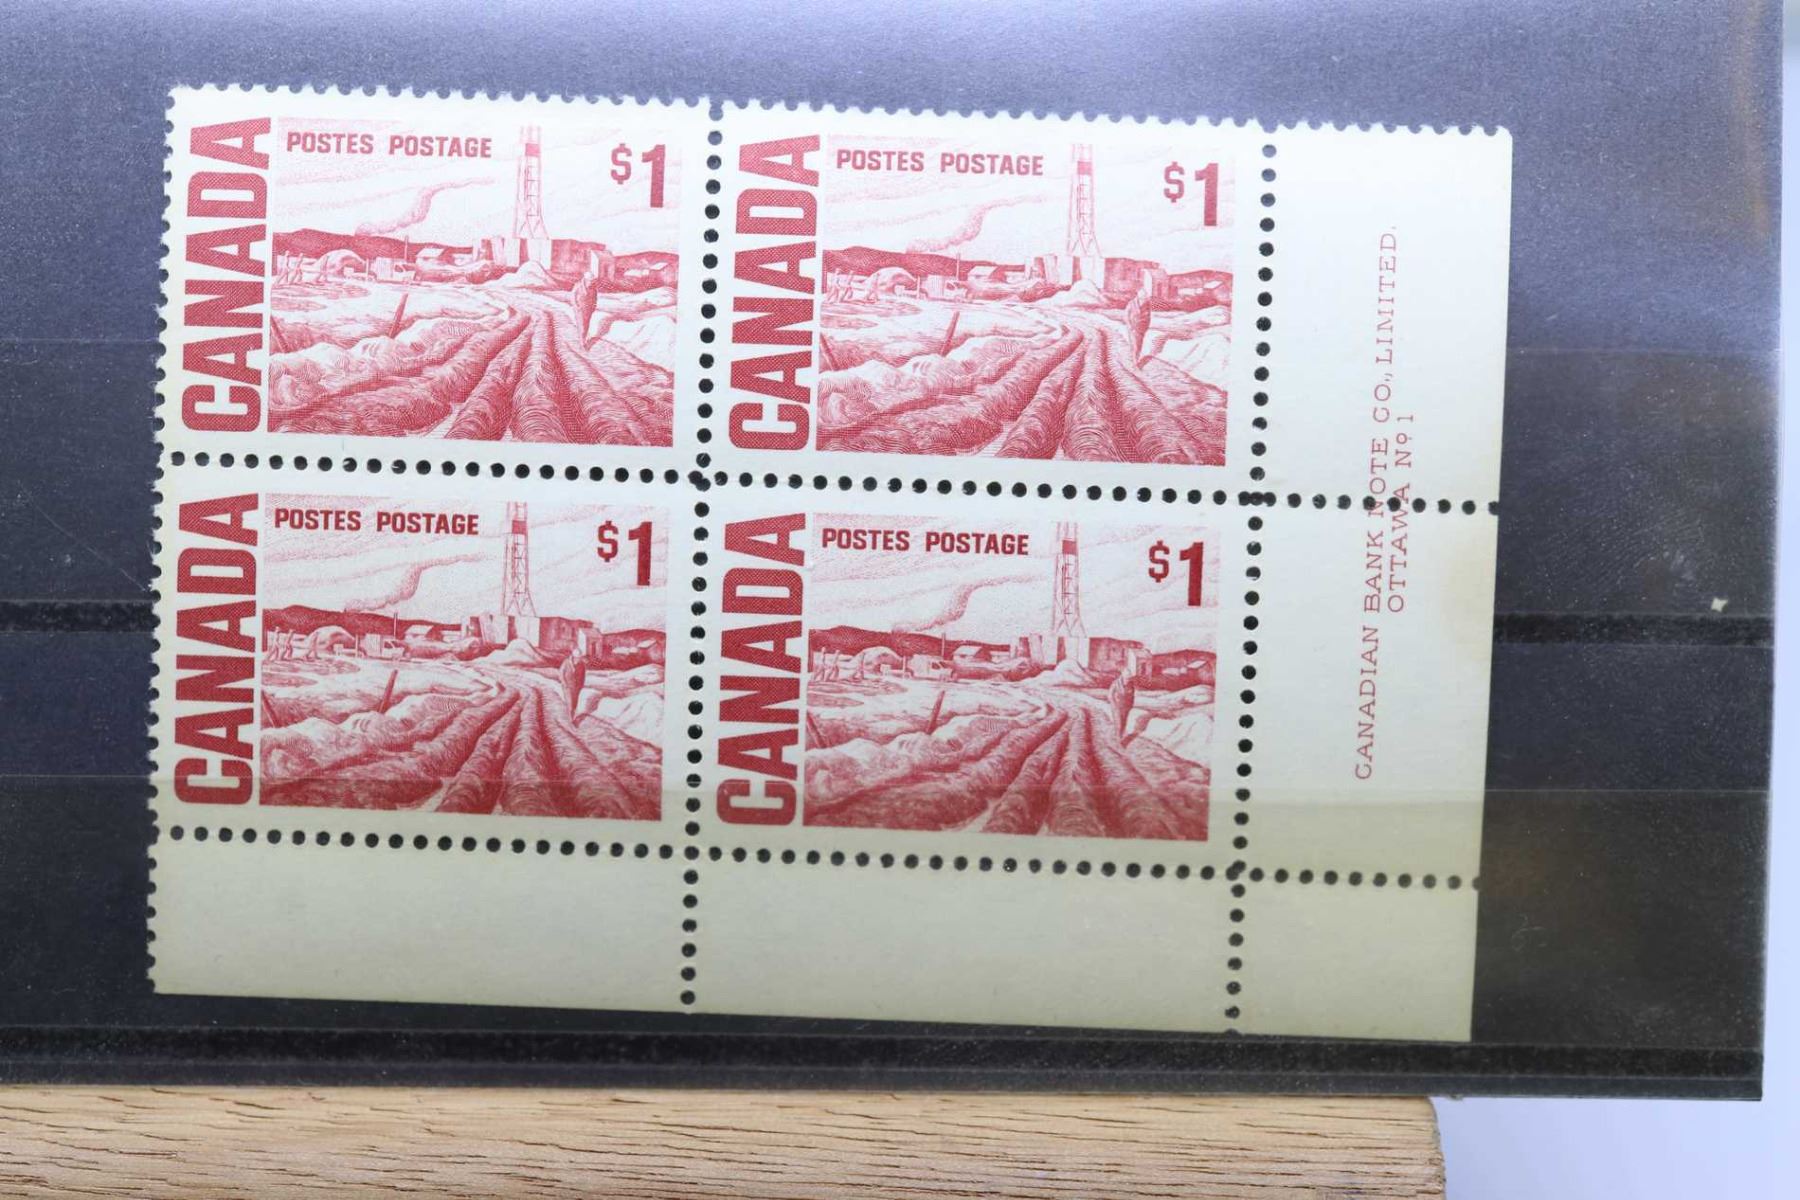 CANADA
POSTES POSTAGE
$1
CANADA
POSTES POSTAGE
$1
CANADA
POSTES POSTAGE
$1
CANADA
POSTES POSTAGE
$1
CANADIAN BANK NOTE CO., LIMITED.
OTTAWA Nº 1